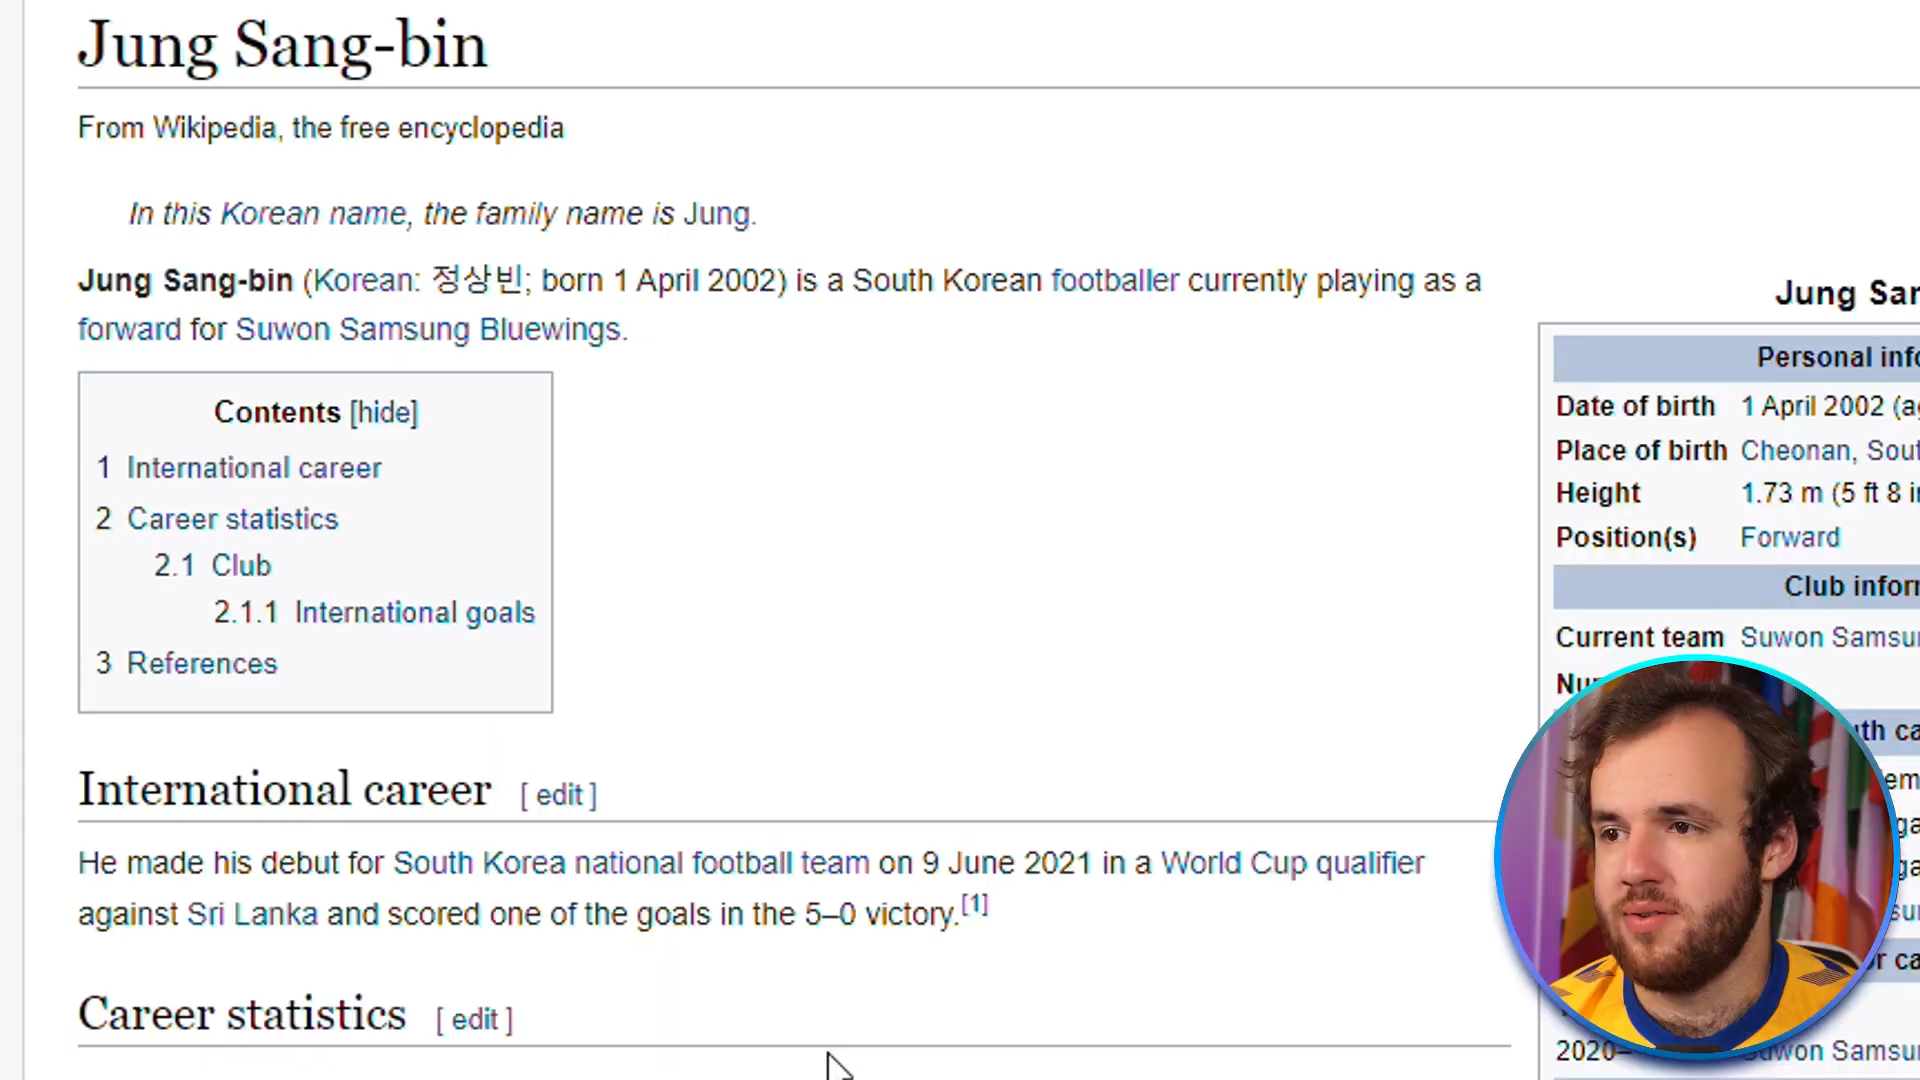 Jung Sang-bin
From Wikipedia, the free encyclopedia
In this Korean name, the family name is Jung.
Jung Sang-bin (Korean: 정상빈; born 1 April 2002) is a South Korean footballer currently playing as a
forward for Suwon Samsung Bluewings.
Contents [hide]
1 International career
2 Career statistics
2.1 Club
2.1.1 International goals
3 References
International career [ edit ]
He made his debut for South Korea national football team on 9 June 2021 in a World Cup qualifier
against Sri Lanka and scored one of the goals in the 5–0 victory.[1]
Career statistics [ edit ]
Jung
Personal
Date of birth 1 April 2002
Place of birth Cheonan,
Height 1.73 m (5 ft 8
Position(s) Forward
Club
Current team Suwon
2020–